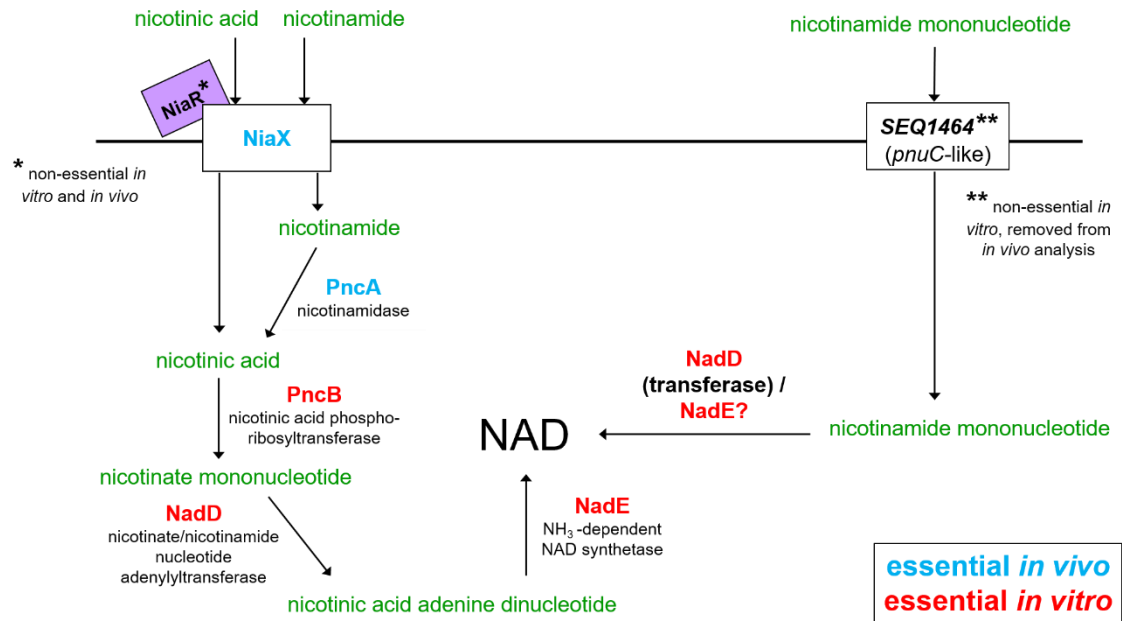 nicotinic acid
nicotinamide
nicotinamide mononucleotide
NiaR*
NiaX
SEQ1464**
(pnuC-like)
* non-essential in
vitro and in vivo
** non-essential in
vitro, removed from
in vivo analysis
nicotinamide
PncA
nicotinamidase
nicotinic acid
PncB
nicotinic acid phospho-
ribosyltransferase
NadD
(transferase) /
NadE?
NAD
nicotinamide mononucleotide
nicotinate mononucleotide
NadD
nicotinate/nicotinamide
nucleotide
adenylyltransferase
NadE
NH₃-dependent
NAD synthetase
nicotinic acid adenine dinucleotide
essential in vivo
essential in vitro